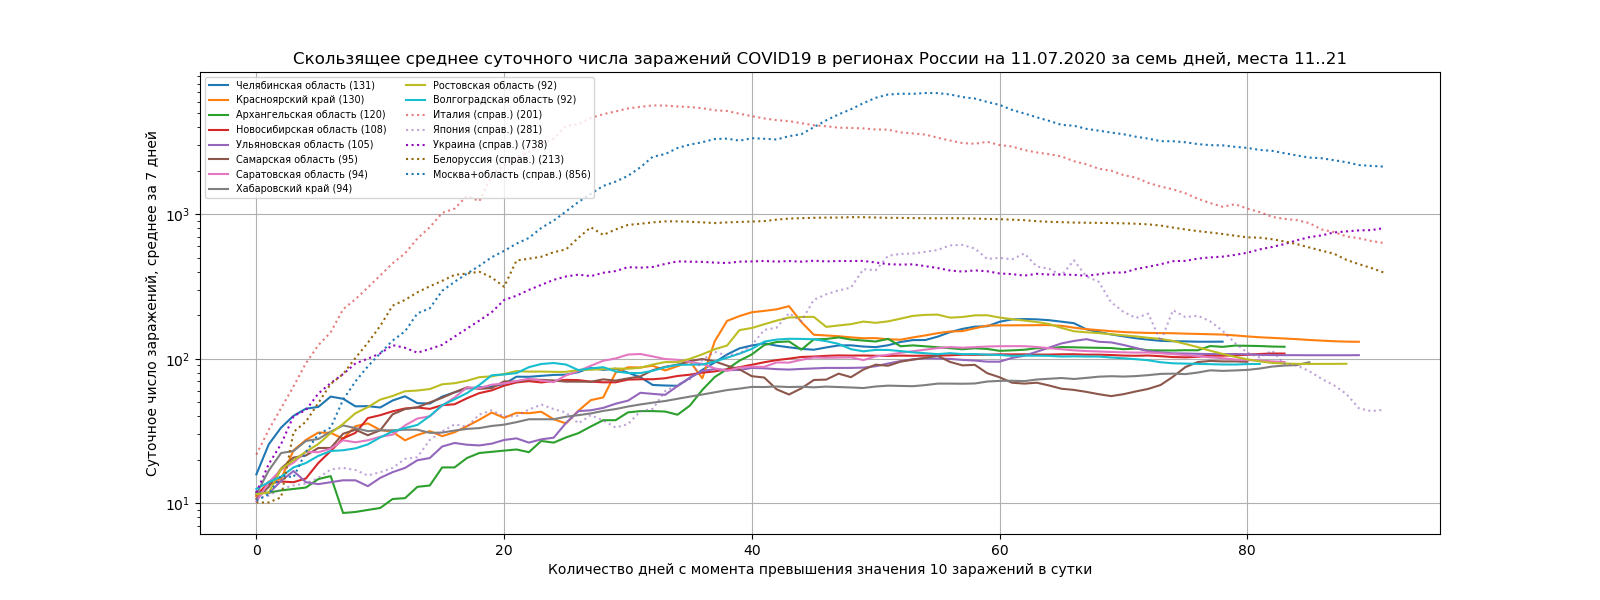 Скользящее среднее суточного числа заражений COVID19 в регионах России на 11.07.2020 за семь дней, места 11..21
Суточное число заражений, среднее за 7 дней
10³
10²
10¹
Челябинская область (131)
Красноярский край (130)
Архангельская область (120)
Новосибирская область (108)
Ульяновская область (105)
Самарская область (95)
Саратовская область (94)
Хабаровский край (94)
Ростовская область (92)
Волгоградская область (92)
Италия (справ.) (201)
Япония (справ.) (281)
Украина (справ.) (738)
Белоруссия (справ.) (213)
Москва+область (справ.) (856)
0 20 40 60 80
Количество дней с момента превышения значения 10 заражений в сутки